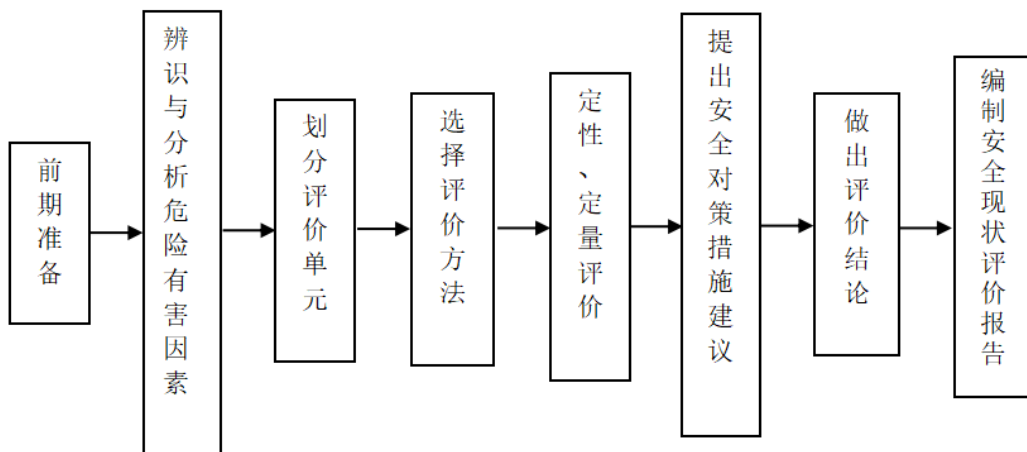 前期准备
辨识与分析危险有害因素
划分评价单元
选择评价方法
定性、定量评价
提出安全对策措施建议
做出评价结论
编制安全现状评价报告